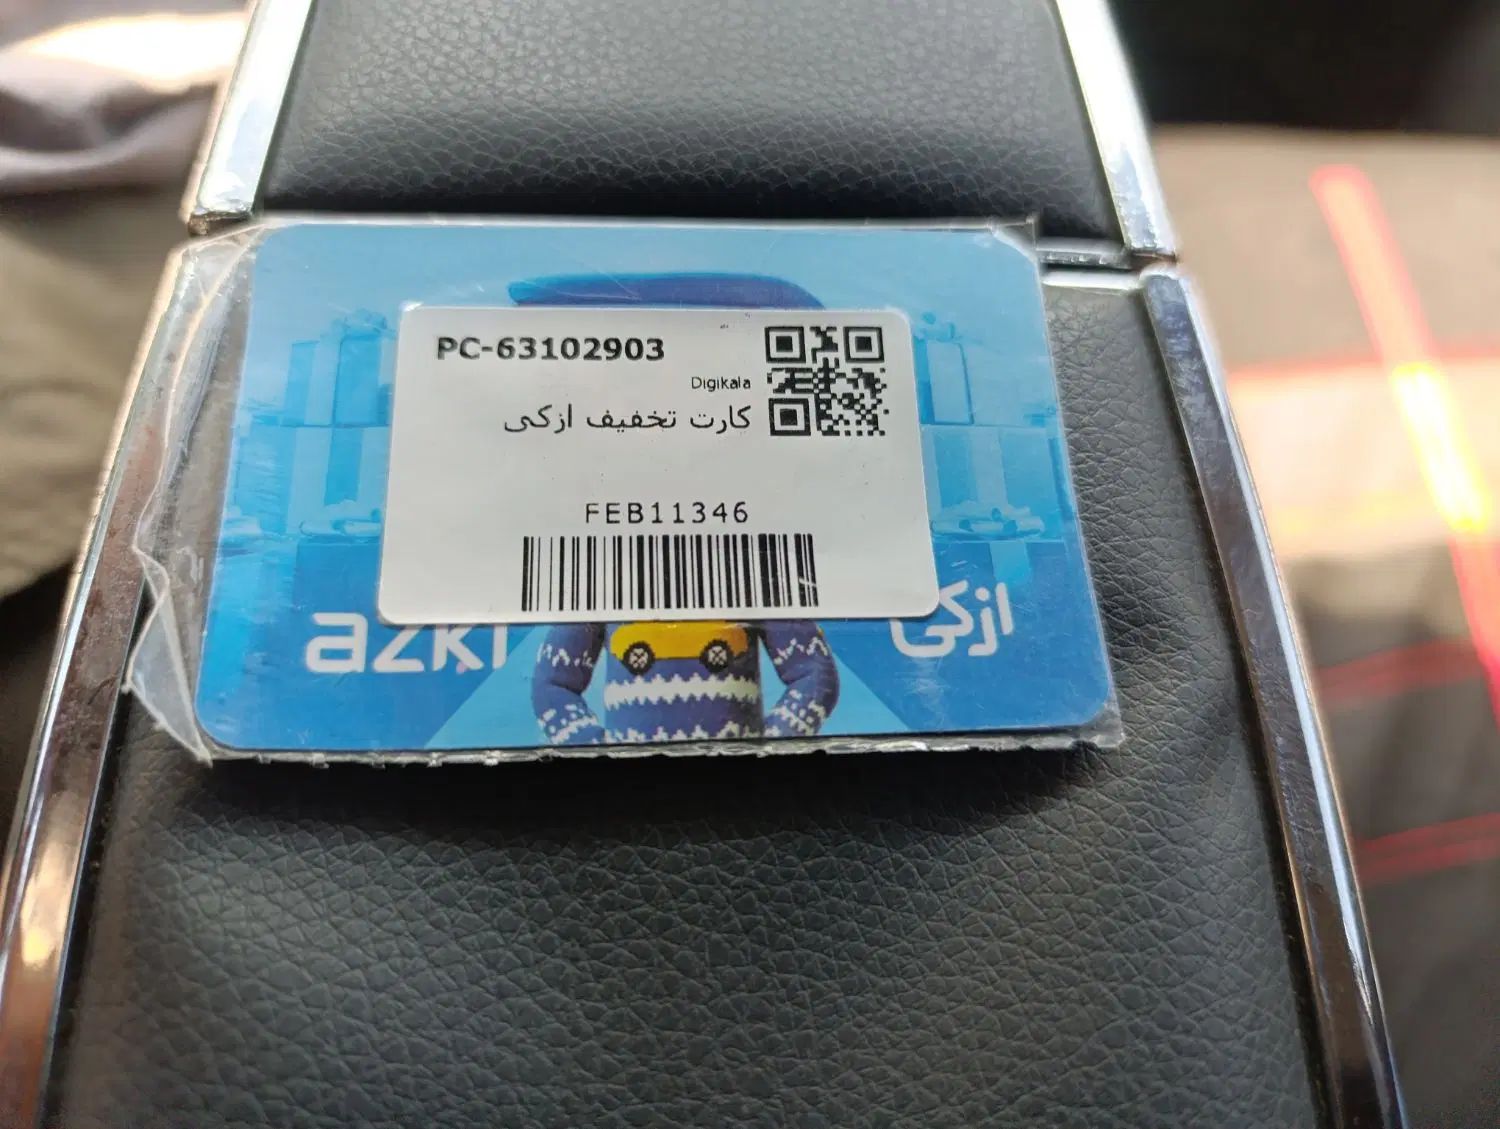 PC-63102903
Digikala
کارت تخفیف ازکی
FEB11346
azki
ازکی